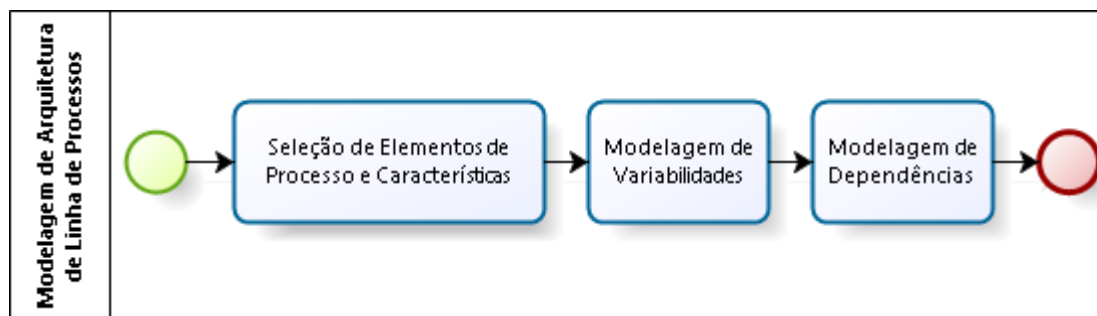 Modelagem de Arquitetura
de Linha de Processos
Seleção de Elementos de
Processo e Características
Modelagem de
Variabilidades
Modelagem de
Dependências